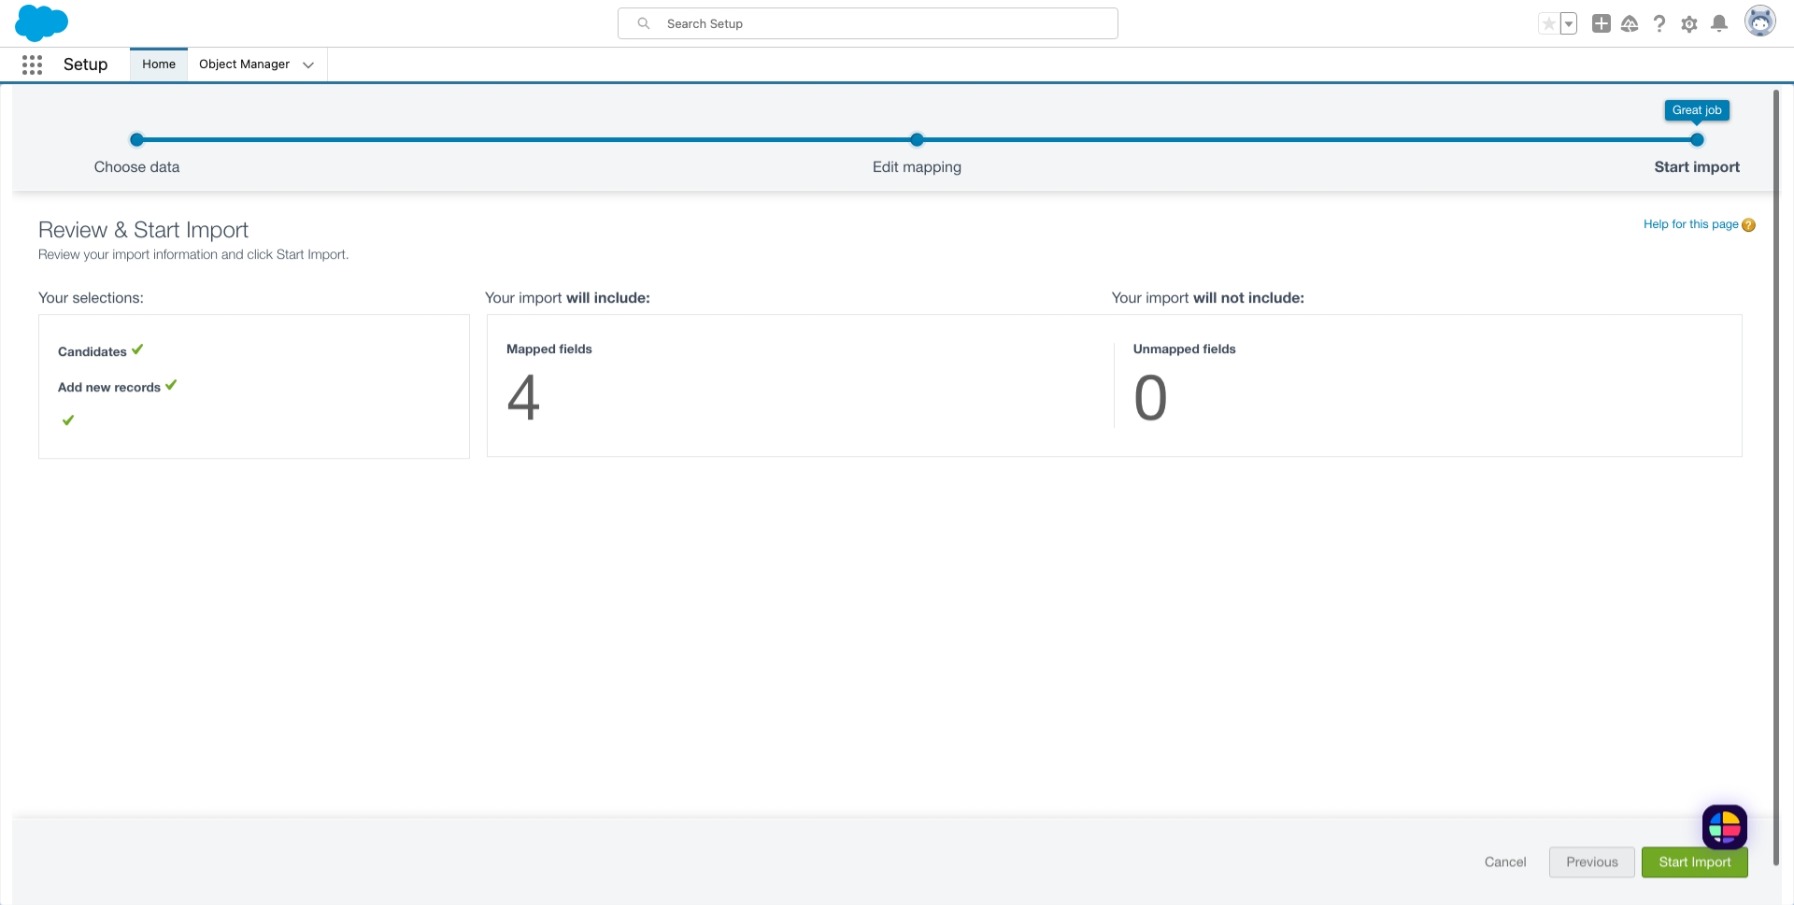 Search Setup
Setup
Home
Object Manager
Great job
Choose data
Edit mapping
Start import
Review & Start Import
Help for this page
Review your import information and click Start Import.
Your selections:
Your import will include:
Your import will not include:
Candidates
Add new records
Mapped fields
4
Unmapped fields
0
Cancel
Previous
Start Import